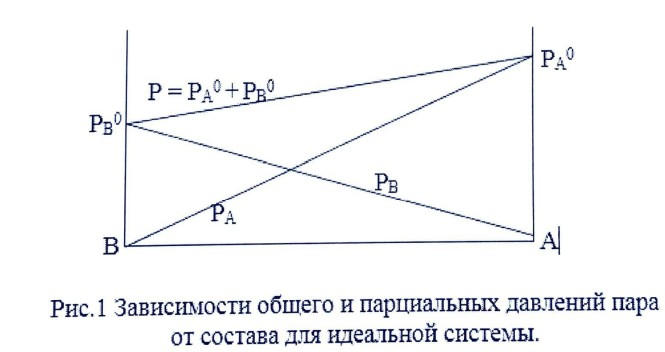 P_A^0
P = P_A^0 + P_B^0
P_B^0
P_B
P_A
B
A
Рис.1 Зависимости общего и парциальных давлений пара
от состава для идеальной системы.